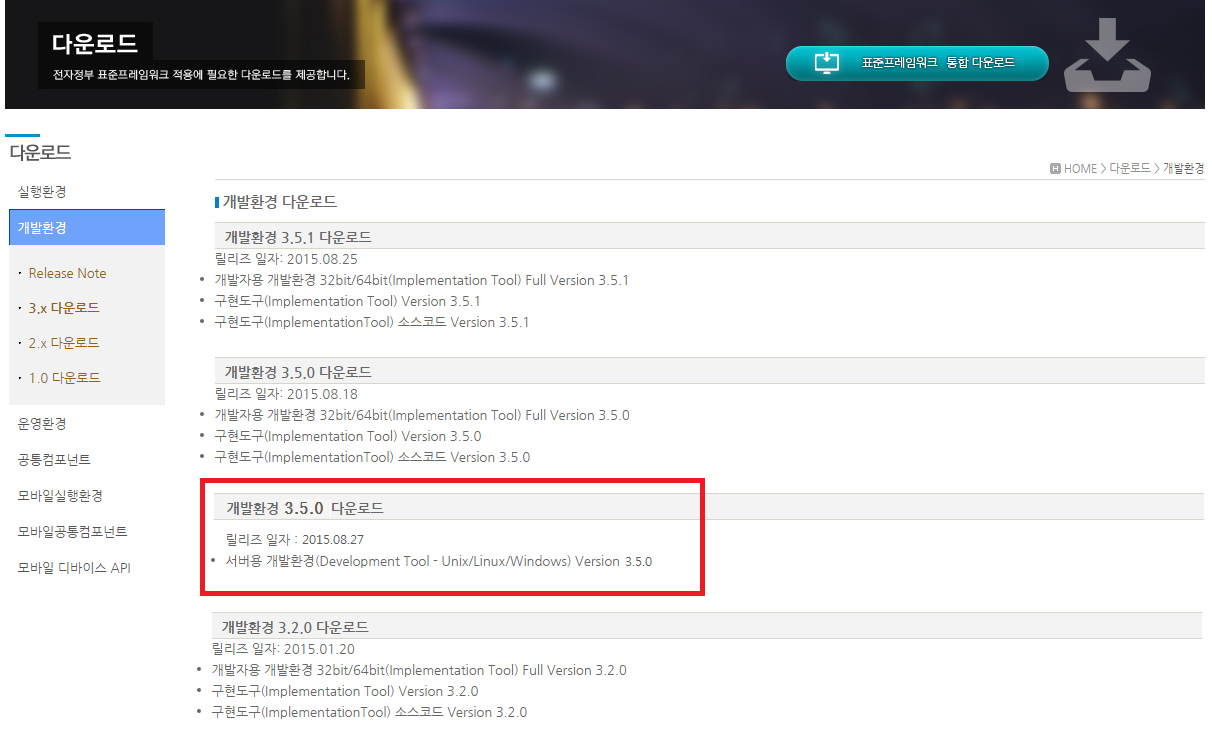 다운로드
전자정부 표준프레임워크 적용에 필요한 다운로드를 제공합니다.
표준프레임워크 통합 다운로드
다운로드
H HOME > 다운로드 > 개발환경
실행환경
개발환경
· Release Note
· 3.x 다운로드
· 2.x 다운로드
· 1.0 다운로드
운영환경
공통컴포넌트
모바일실행환경
모바일공통컴포넌트
모바일 디바이스 API
개발환경 다운로드
개발환경 3.5.1 다운로드
릴리즈 일자: 2015.08.25
• 개발자용 개발환경 32bit/64bit(Implementation Tool) Full Version 3.5.1
• 구현도구(Implementation Tool) Version 3.5.1
• 구현도구(ImplementationTool) 소스코드 Version 3.5.1
개발환경 3.5.0 다운로드
릴리즈 일자: 2015.08.18
• 개발자용 개발환경 32bit/64bit(Implementation Tool) Full Version 3.5.0
• 구현도구(Implementation Tool) Version 3.5.0
• 구현도구(ImplementationTool) 소스코드 Version 3.5.0
개발환경 3.5.0 다운로드
릴리즈 일자 : 2015.08.27
• 서버용 개발환경(Development Tool - Unix/Linux/Windows) Version 3.5.0
개발환경 3.2.0 다운로드
릴리즈 일자: 2015.01.20
• 개발자용 개발환경 32bit/64bit(Implementation Tool) Full Version 3.2.0
• 구현도구(Implementation Tool) Version 3.2.0
• 구현도구(ImplementationTool) 소스코드 Version 3.2.0